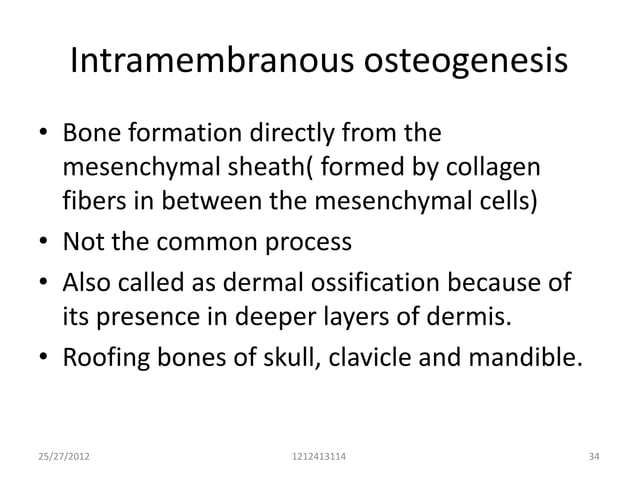 Intramembranous osteogenesis
• Bone formation directly from the
mesenchymal sheath( formed by collagen
fibers in between the mesenchymal cells)
• Not the common process
• Also called as dermal ossification because of
its presence in deeper layers of dermis.
• Roofing bones of skull, clavicle and mandible.
25/27/2012 1212413114 34